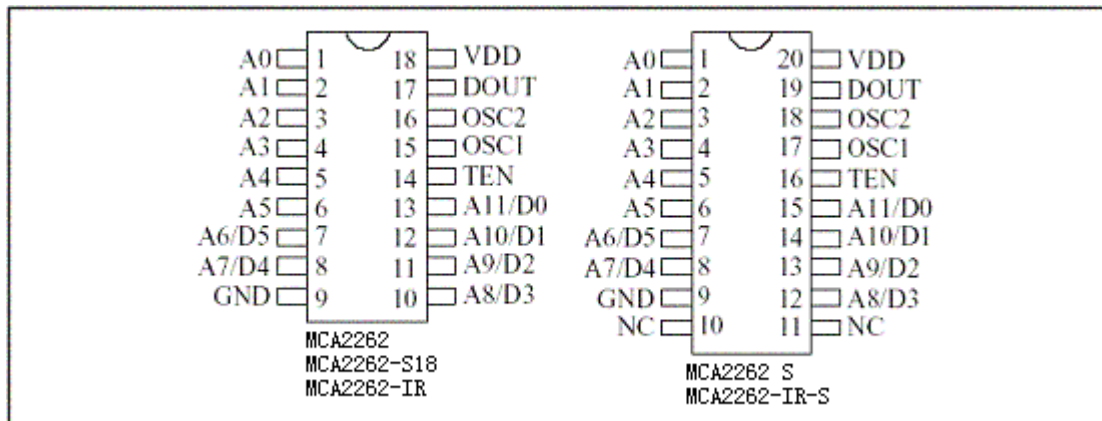 A0 1 18 VDD
A1 2 17 DOUT
A2 3 16 OSC2
A3 4 15 OSC1
A4 5 14 TEN
A5 6 13 A11/D0
A6/D5 7 12 A10/D1
A7/D4 8 11 A9/D2
GND 9 10 A8/D3
MCA2262
MCA2262-S18
MCA2262-IR
A0 1 20 VDD
A1 2 19 DOUT
A2 3 18 OSC2
A3 4 17 OSC1
A4 5 16 TEN
A5 6 15 A11/D0
A6/D5 7 14 A10/D1
A7/D4 8 13 A9/D2
GND 9 12 A8/D3
NC 10 11 NC
MCA2262 S
MCA2262-IR-S